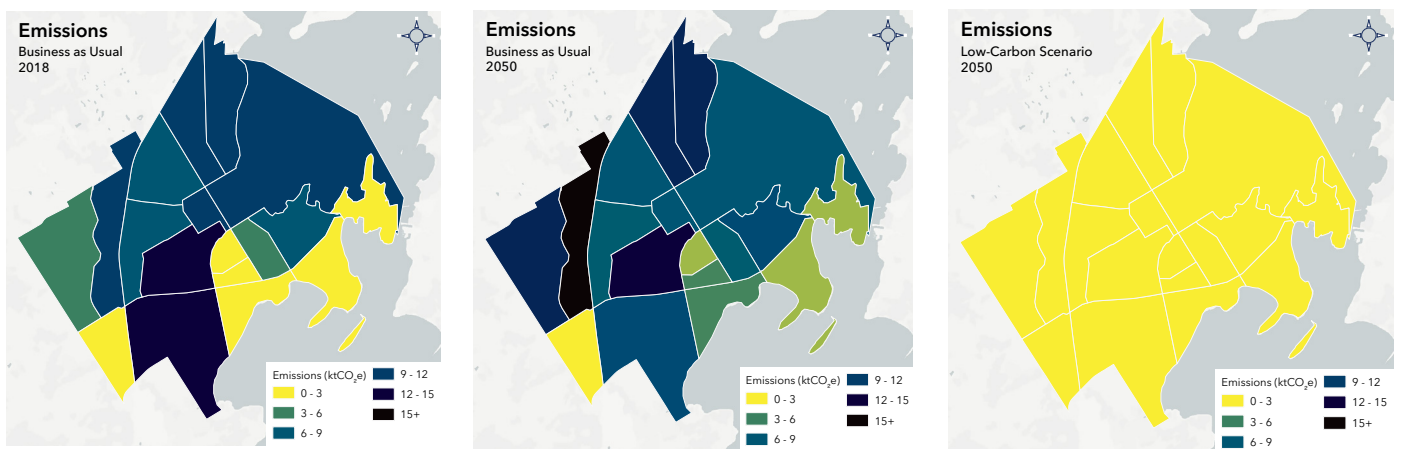 Emissions
Business as Usual
2018
Emissions (ktCO₂e)
0 - 3
3 - 6
6 - 9
9 - 12
12 - 15
15+
Emissions
Business as Usual
2050
Emissions (ktCO₂e)
0 - 3
3 - 6
6 - 9
9 - 12
12 - 15
15+
Emissions
Low-Carbon Scenario
2050
Emissions (ktCO₂e)
0 - 3
3 - 6
6 - 9
9 - 12
12 - 15
15+